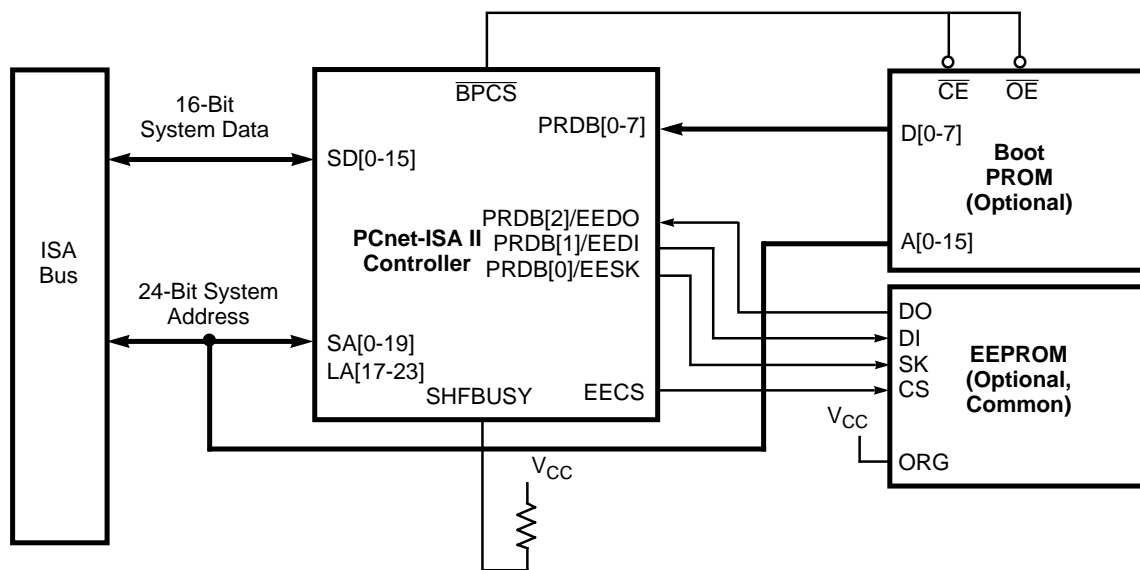 ISA
Bus
16-Bit
System Data
24-Bit System
Address
BPCS
PRDB[0-7]
SD[0-15]
PRDB[2]/EEDO
PRDB[1]/EEDI
PRDB[0]/EESK
PCnet-ISA II
Controller
SA[0-19]
LA[17-23]
SHFBUSY
EECS
VCC
CE
OE
D[0-7]
Boot
PROM
(Optional)
A[0-15]
DO
DI
SK
CS
EEPROM
(Optional,
Common)
VCC
ORG